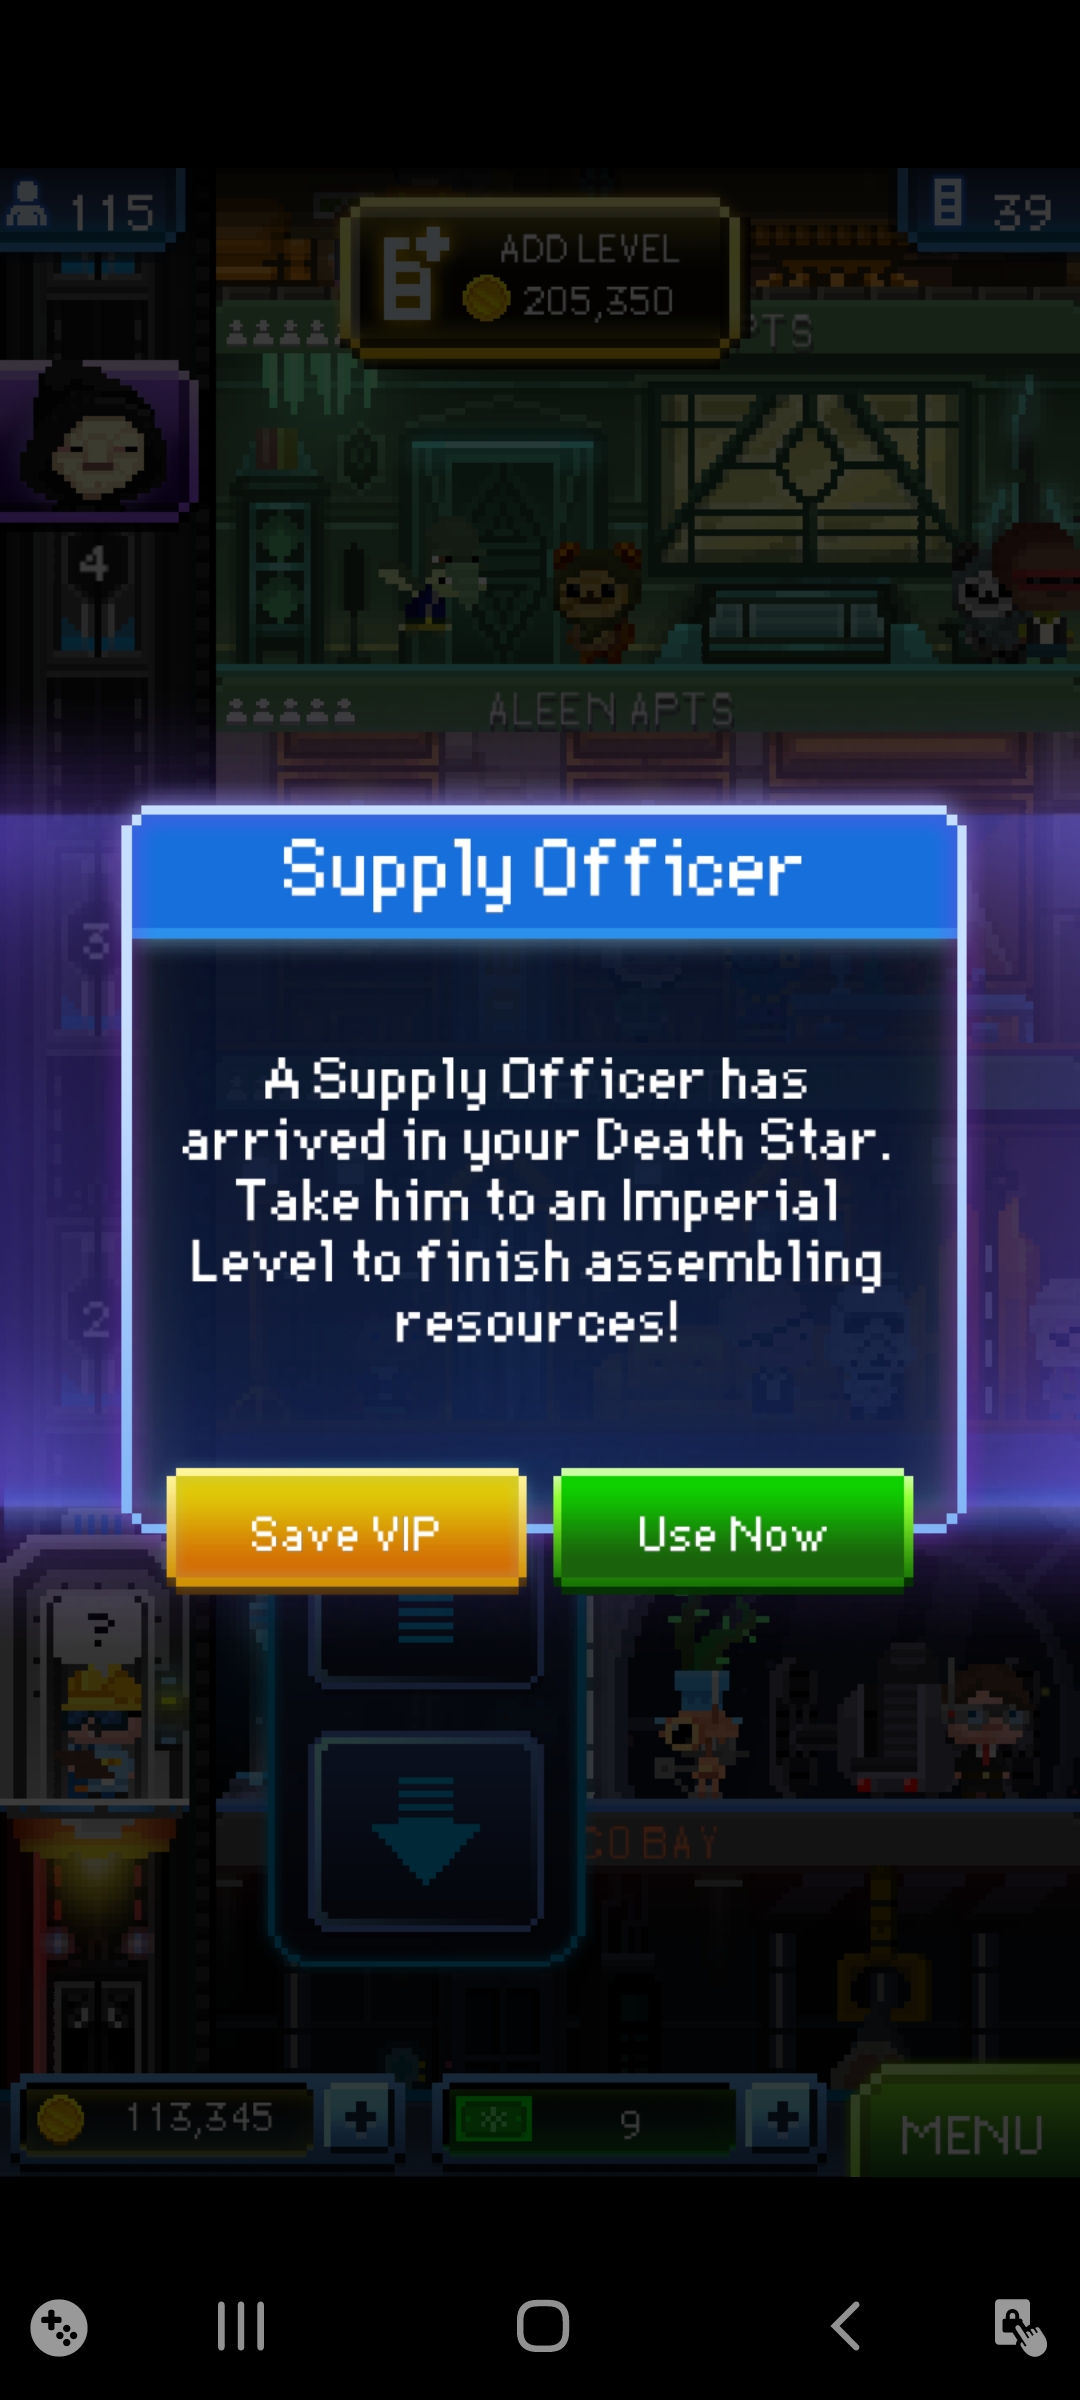 115
ADD LEVEL
205,350
39
PTS
4
ALEEN APTS
Supply Officer
3
A Supply Officer has
arrived in your Death Star.
Take him to an Imperial
Level to finish assembling
resources!
2
Save VIP
Use Now
?
CO BAY
113,345
+
9
+
MENU